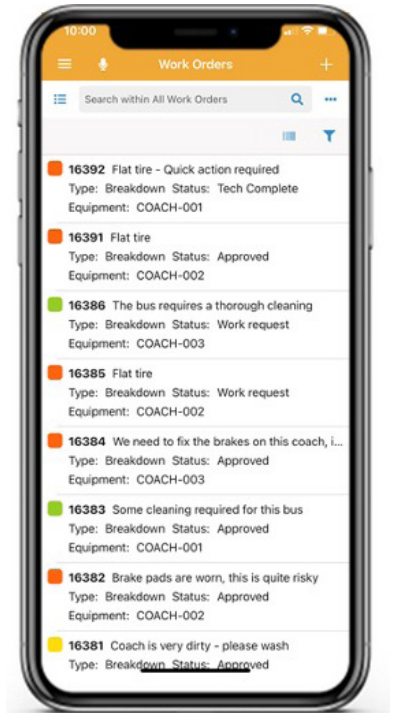 10:00
Work Orders
Search within All Work Orders
16392 Flat tire - Quick action required
Type: Breakdown Status: Tech Complete
Equipment: COACH-001
16391 Flat tire
Type: Breakdown Status: Approved
Equipment: COACH-002
16386 The bus requires a thorough cleaning
Type: Breakdown Status: Work request
Equipment: COACH-003
16385 Flat tire
Type: Breakdown Status: Work request
Equipment: COACH-002
16384 We need to fix the brakes on this coach, i...
Type: Breakdown Status: Approved
Equipment: COACH-003
16383 Some cleaning required for this bus
Type: Breakdown Status: Approved
Equipment: COACH-001
16382 Brake pads are worn, this is quite risky
Type: Breakdown Status: Approved
Equipment: COACH-002
16381 Coach is very dirty - please wash
Type: Breakdown Status: Approved